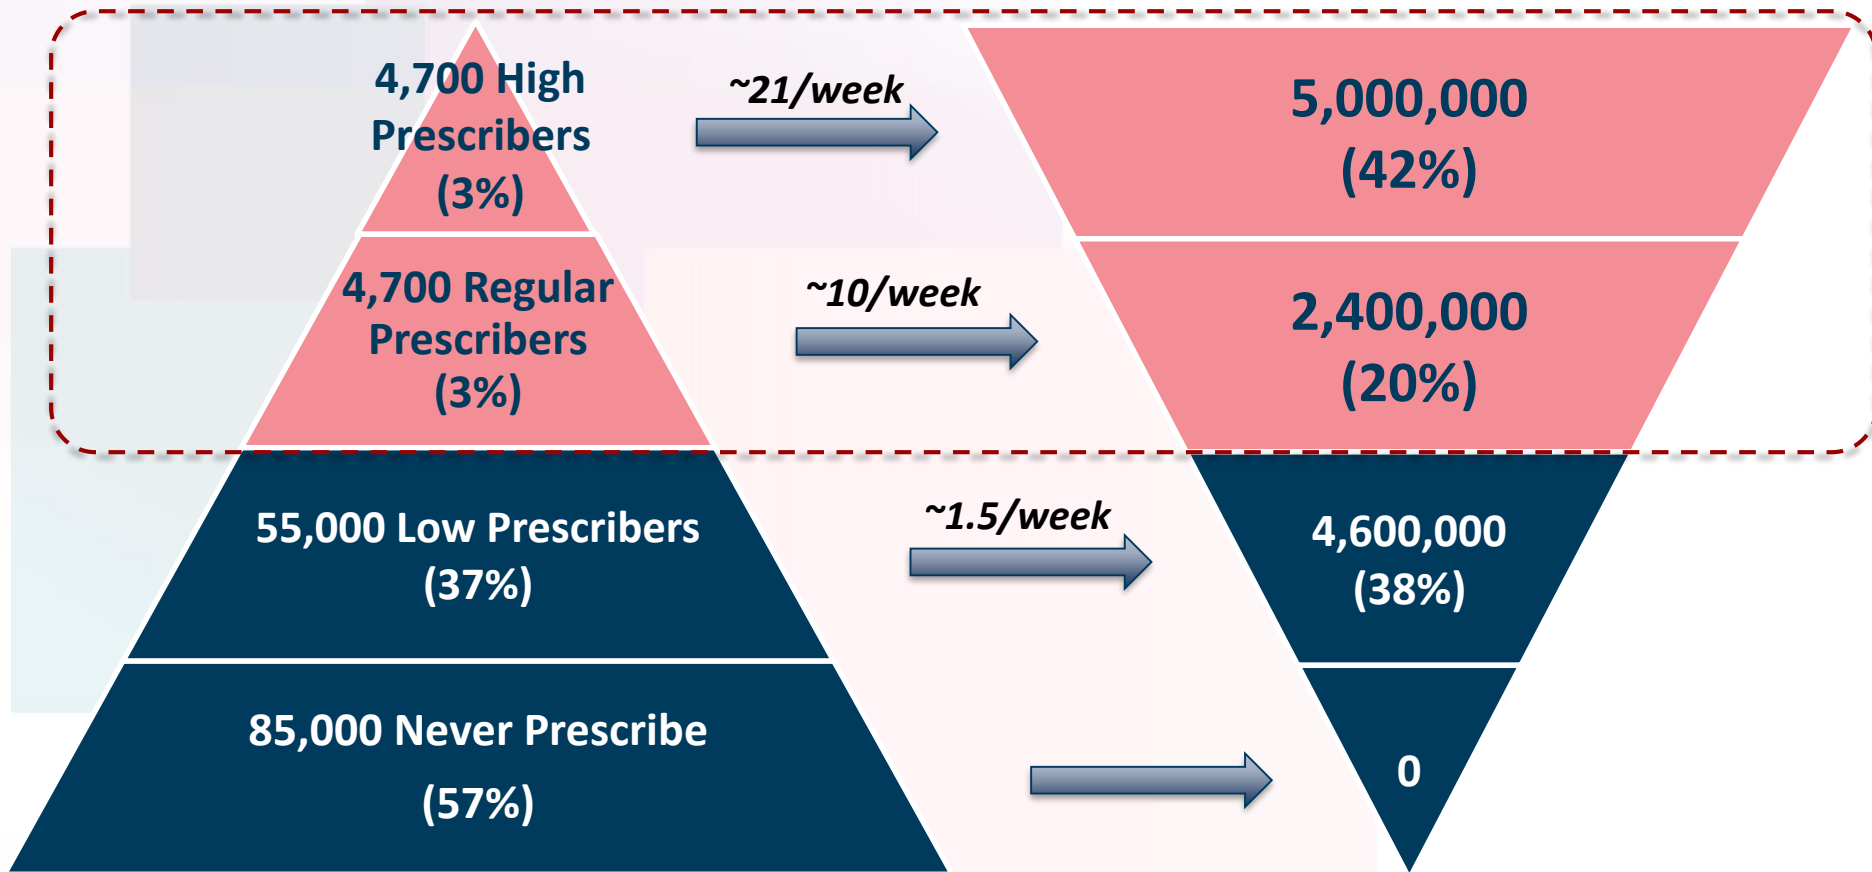 4,700 High
Prescribers
(3%)
~21/week
5,000,000
(42%)
4,700 Regular
Prescribers
(3%)
~10/week
2,400,000
(20%)
55,000 Low Prescribers
(37%)
~1.5/week
4,600,000
(38%)
85,000 Never Prescribe
(57%)
0